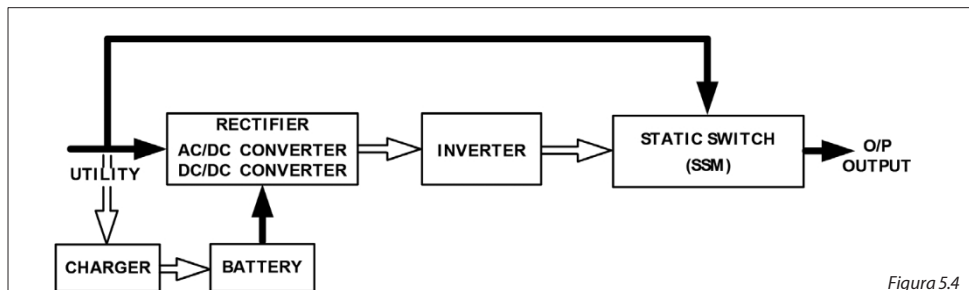 RECTIFIER
AC/DC CONVERTER
DC/DC CONVERTER
INVERTER
STATIC SWITCH
(SSM)
O/P
OUTPUT
UTILITY
CHARGER
BATTERY
Figura 5.4